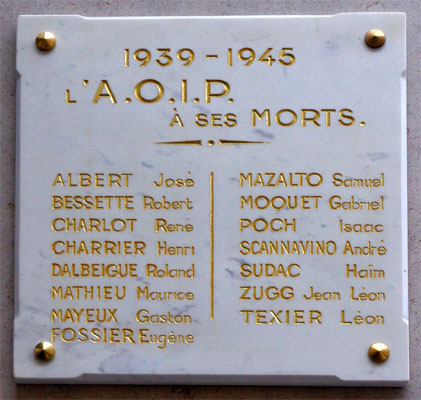 1939-1945
L'A.O.I.P.
À SES MORTS.
ALBERT José
BESSETTE Robert
CHARLOT René
CHARRIER Henri
DALBEIGUE Roland
MATHIEU Maurice
MAYEUX Gaston
FOSSIER Eugène
MAZALTO Samuel
MOQUET Gabriel
POCH Isaac
SCANNAVINO André
SUDAC Haïm
ZUGG Jean Léon
TEXIER Léon